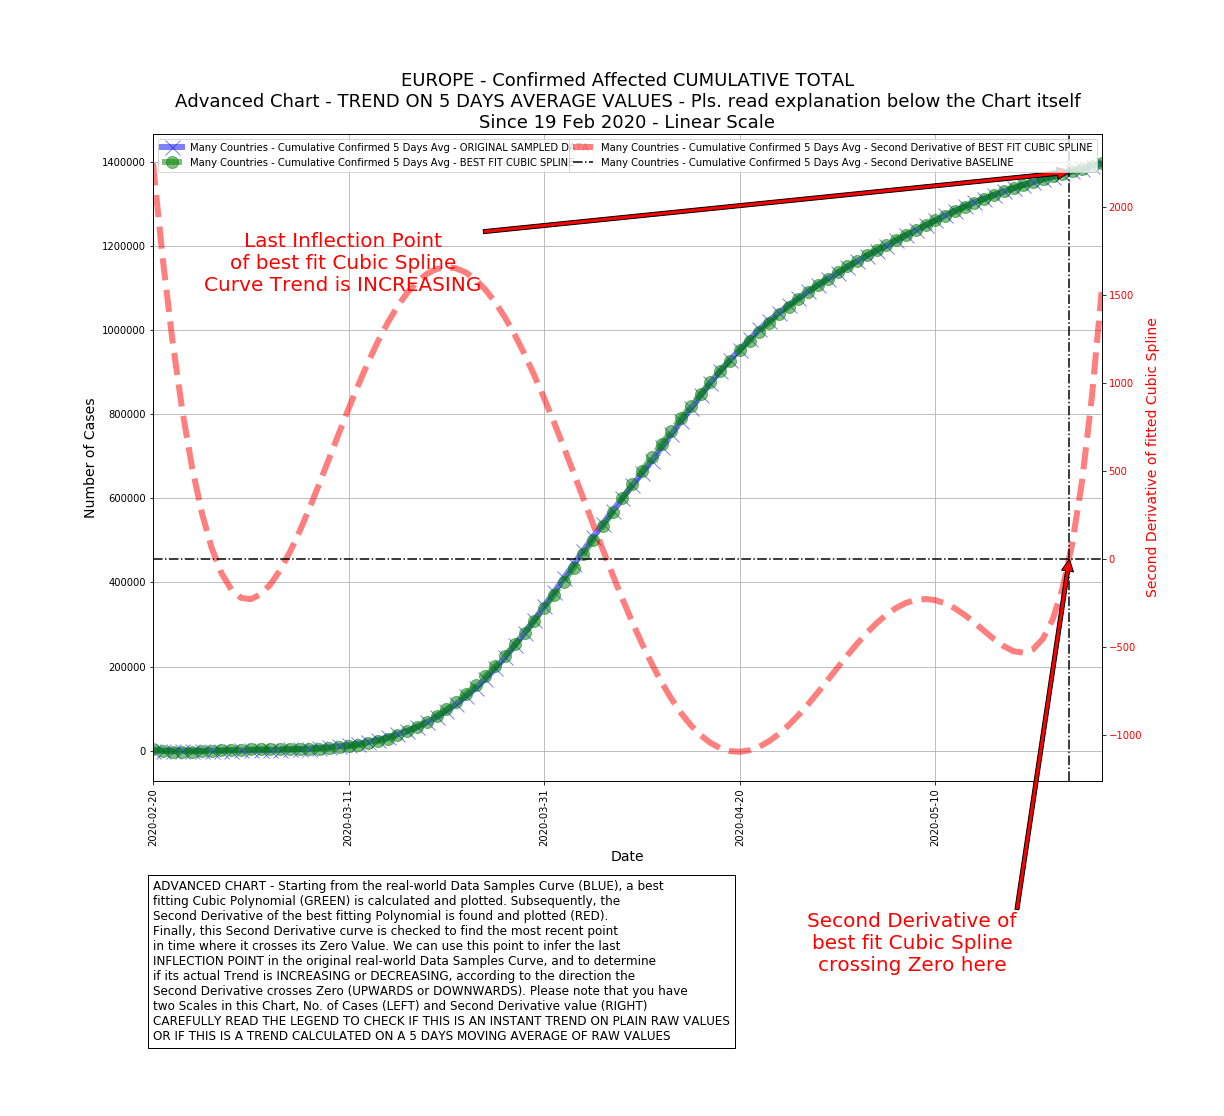 EUROPE - Confirmed Affected CUMULATIVE TOTAL
Advanced Chart - TREND ON 5 DAYS AVERAGE VALUES - Pls. read explanation below the Chart itself
Since 19 Feb 2020 - Linear Scale
Many Countries - Cumulative Confirmed 5 Days Avg - ORIGINAL SAMPLED DATA
Many Countries - Cumulative Confirmed 5 Days Avg - BEST FIT CUBIC SPLIN
Many Countries - Cumulative Confirmed 5 Days Avg - Second Derivative of BEST FIT CUBIC SPLINE
Many Countries - Cumulative Confirmed 5 Days Avg - Second Derivative BASELINE
Last Inflection Point
of best fit Cubic Spline
Curve Trend is INCREASING
Number of Cases
1400000
1200000
1000000
800000
600000
400000
200000
0
2000
1500
1000
500
0
−500
−1000
Second Derivative of fitted Cubic Spline
2020-02-20
2020-03-11
2020-03-31
2020-04-20
2020-05-10
Date
ADVANCED CHART - Starting from the real-world Data Samples Curve (BLUE), a best
fitting Cubic Polynomial (GREEN) is calculated and plotted. Subsequently, the
Second Derivative of the best fitting Polynomial is found and plotted (RED).
Finally, this Second Derivative curve is checked to find the most recent point
in time where it crosses its Zero Value. We can use this point to infer the last
INFLECTION POINT in the original real-world Data Samples Curve, and to determine
if its actual Trend is INCREASING or DECREASING, according to the direction the
Second Derivative crosses Zero (UPWARDS or DOWNWARDS). Please note that you have
two Scales in this Chart, No. of Cases (LEFT) and Second Derivative value (RIGHT)
CAREFULLY READ THE LEGEND TO CHECK IF THIS IS AN INSTANT TREND ON PLAIN RAW VALUES
OR IF THIS IS A TREND CALCULATED ON A 5 DAYS MOVING AVERAGE OF RAW VALUES
Second Derivative of
best fit Cubic Spline
crossing Zero here